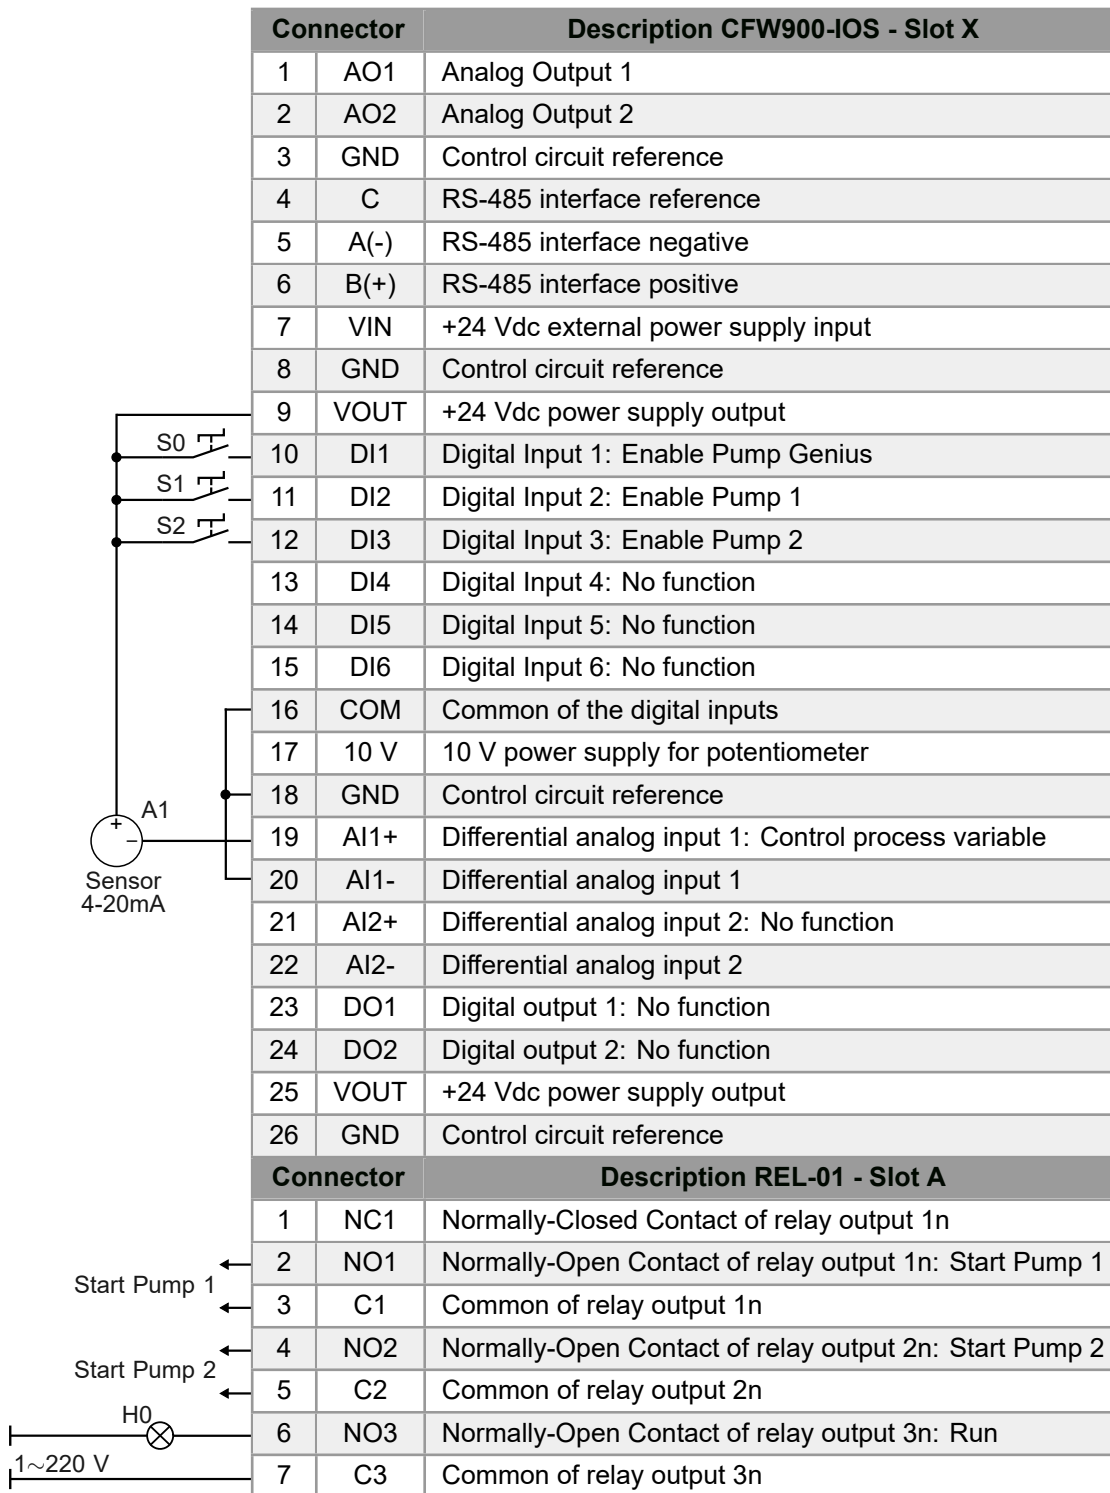 Connector Description CFW900-IOS - Slot X
1 AO1 Analog Output 1
2 AO2 Analog Output 2
3 GND Control circuit reference
4 C RS-485 interface reference
5 A(-) RS-485 interface negative
6 B(+) RS-485 interface positive
7 VIN +24 Vdc external power supply input
8 GND Control circuit reference
9 VOUT +24 Vdc power supply output
S0 10 DI1 Digital Input 1: Enable Pump Genius
S1 11 DI2 Digital Input 2: Enable Pump 1
S2 12 DI3 Digital Input 3: Enable Pump 2
13 DI4 Digital Input 4: No function
14 DI5 Digital Input 5: No function
15 DI6 Digital Input 6: No function
16 COM Common of the digital inputs
17 10 V 10 V power supply for potentiometer
18 GND Control circuit reference
A1
+
−
19 AI1+ Differential analog input 1: Control process variable
Sensor
4-20mA
20 AI1- Differential analog input 1
21 AI2+ Differential analog input 2: No function
22 AI2- Differential analog input 2
23 DO1 Digital output 1: No function
24 DO2 Digital output 2: No function
25 VOUT +24 Vdc power supply output
26 GND Control circuit reference
Connector Description REL-01 - Slot A
1 NC1 Normally-Closed Contact of relay output 1n
2 NO1 Normally-Open Contact of relay output 1n: Start Pump 1
Start Pump 1
3 C1 Common of relay output 1n
4 NO2 Normally-Open Contact of relay output 2n: Start Pump 2
Start Pump 2
5 C2 Common of relay output 2n
H0
6 NO3 Normally-Open Contact of relay output 3n: Run
1~220 V
7 C3 Common of relay output 3n